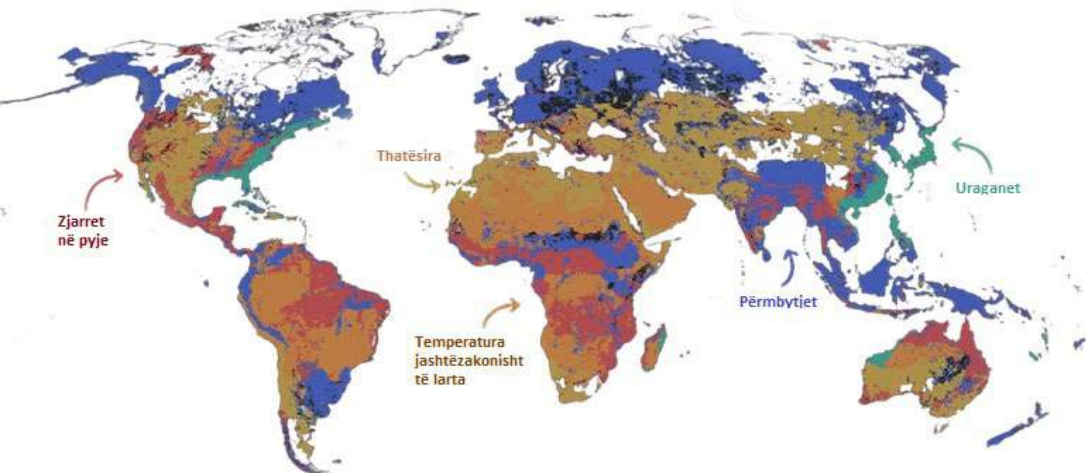 Thatësira
Uraganet
Zjarret
në pyje
Përmbytjet
Temperatura
jashtëzakonisht
të larta